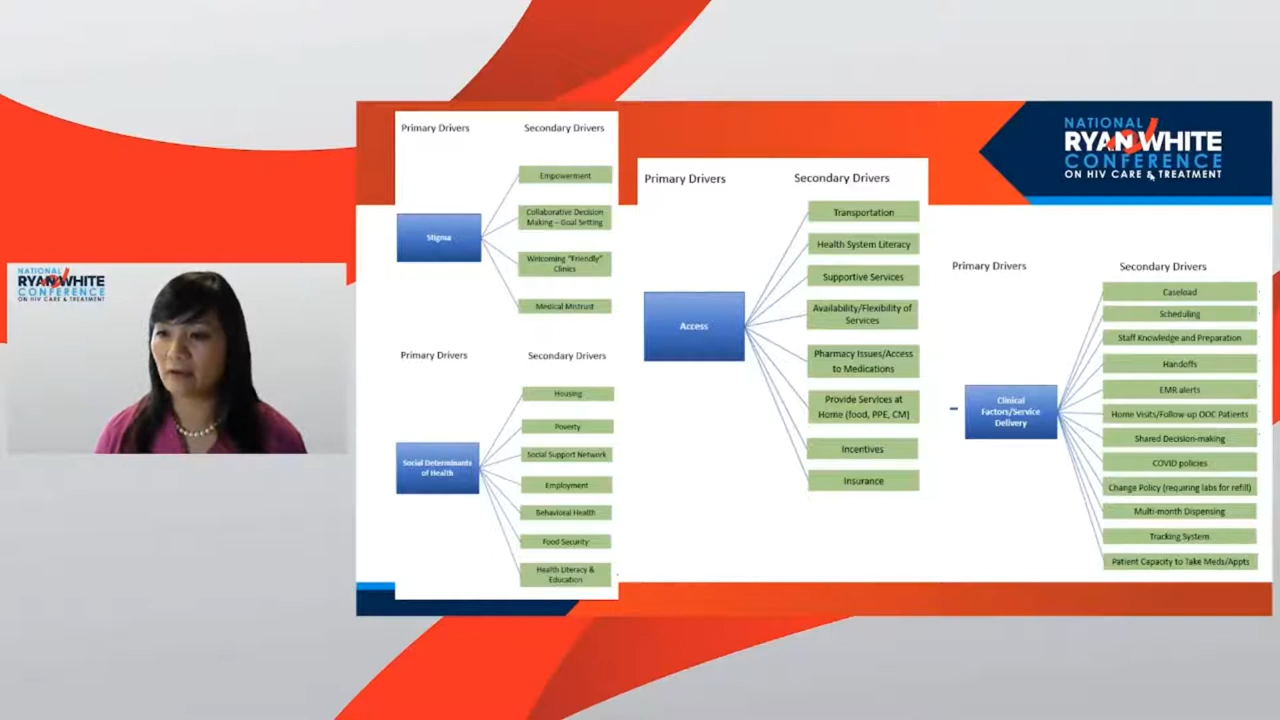 NATIONAL
RYAN WHITE
CONFERENCE
ON HIV CARE & TREATMENT
Primary Drivers
Secondary Drivers
Stigma
Empowerment
Collaborative Decision
Making – Goal Setting
Welcoming "Friendly"
Clinics
Medical Mistrust
Primary Drivers
Secondary Drivers
Social Determinants
of Health
Housing
Poverty
Social Support Network
Employment
Behavioral Health
Food Security
Health Literacy &
Education
Primary Drivers
Secondary Drivers
Access
Transportation
Health System Literacy
Supportive Services
Availability/Flexibility of
Services
Pharmacy Issues/Access
to Medications
Provide Services at
Home (food, PPE, CM)
Incentives
Insurance
NATIONAL
RYAN WHITE
CONFERENCE
ON HIV CARE & TREATMENT
Primary Drivers
Secondary Drivers
Clinical
Factors/Service
Delivery
Caseload
Scheduling
Staff Knowledge and Preparation
Handoffs
EMR alerts
Home Visits/Follow-up OOC Patients
Shared Decision-making
COVID policies
Change Policy (requiring labs for refill)
Multi-month Dispensing
Tracking System
Patient Capacity to Take Meds/Appts